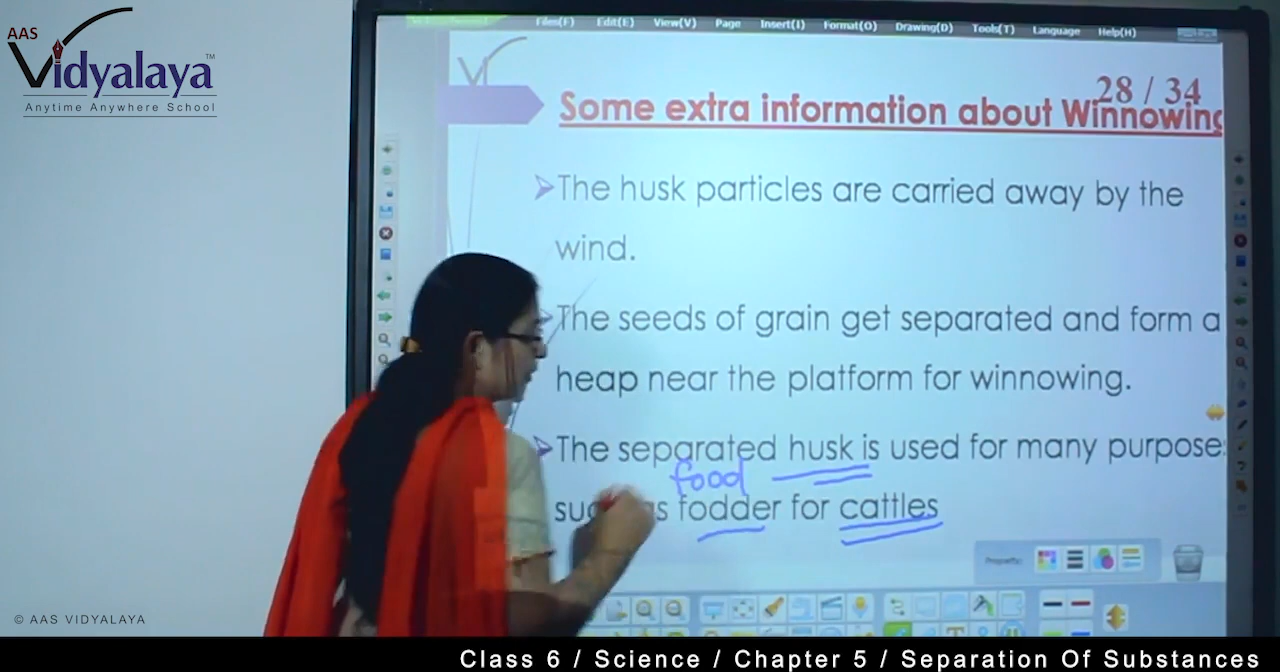 AAS
Vidyalaya™
Anytime Anywhere School
Files(F) Edit(E) View(V) Page Insert(I) Format(O) Drawing(D) Tools(T) Language Help(H)
28 / 34
Some extra information about Winnowing
➢The husk particles are carried away by the
wind.
The seeds of grain get separated and form a
heap near the platform for winnowing.
➢The separated husk is used for many purposes
food
as fodder for cattles
© AAS VIDYALAYA
Class 6 / Science / Chapter 5 / Separation Of Substances